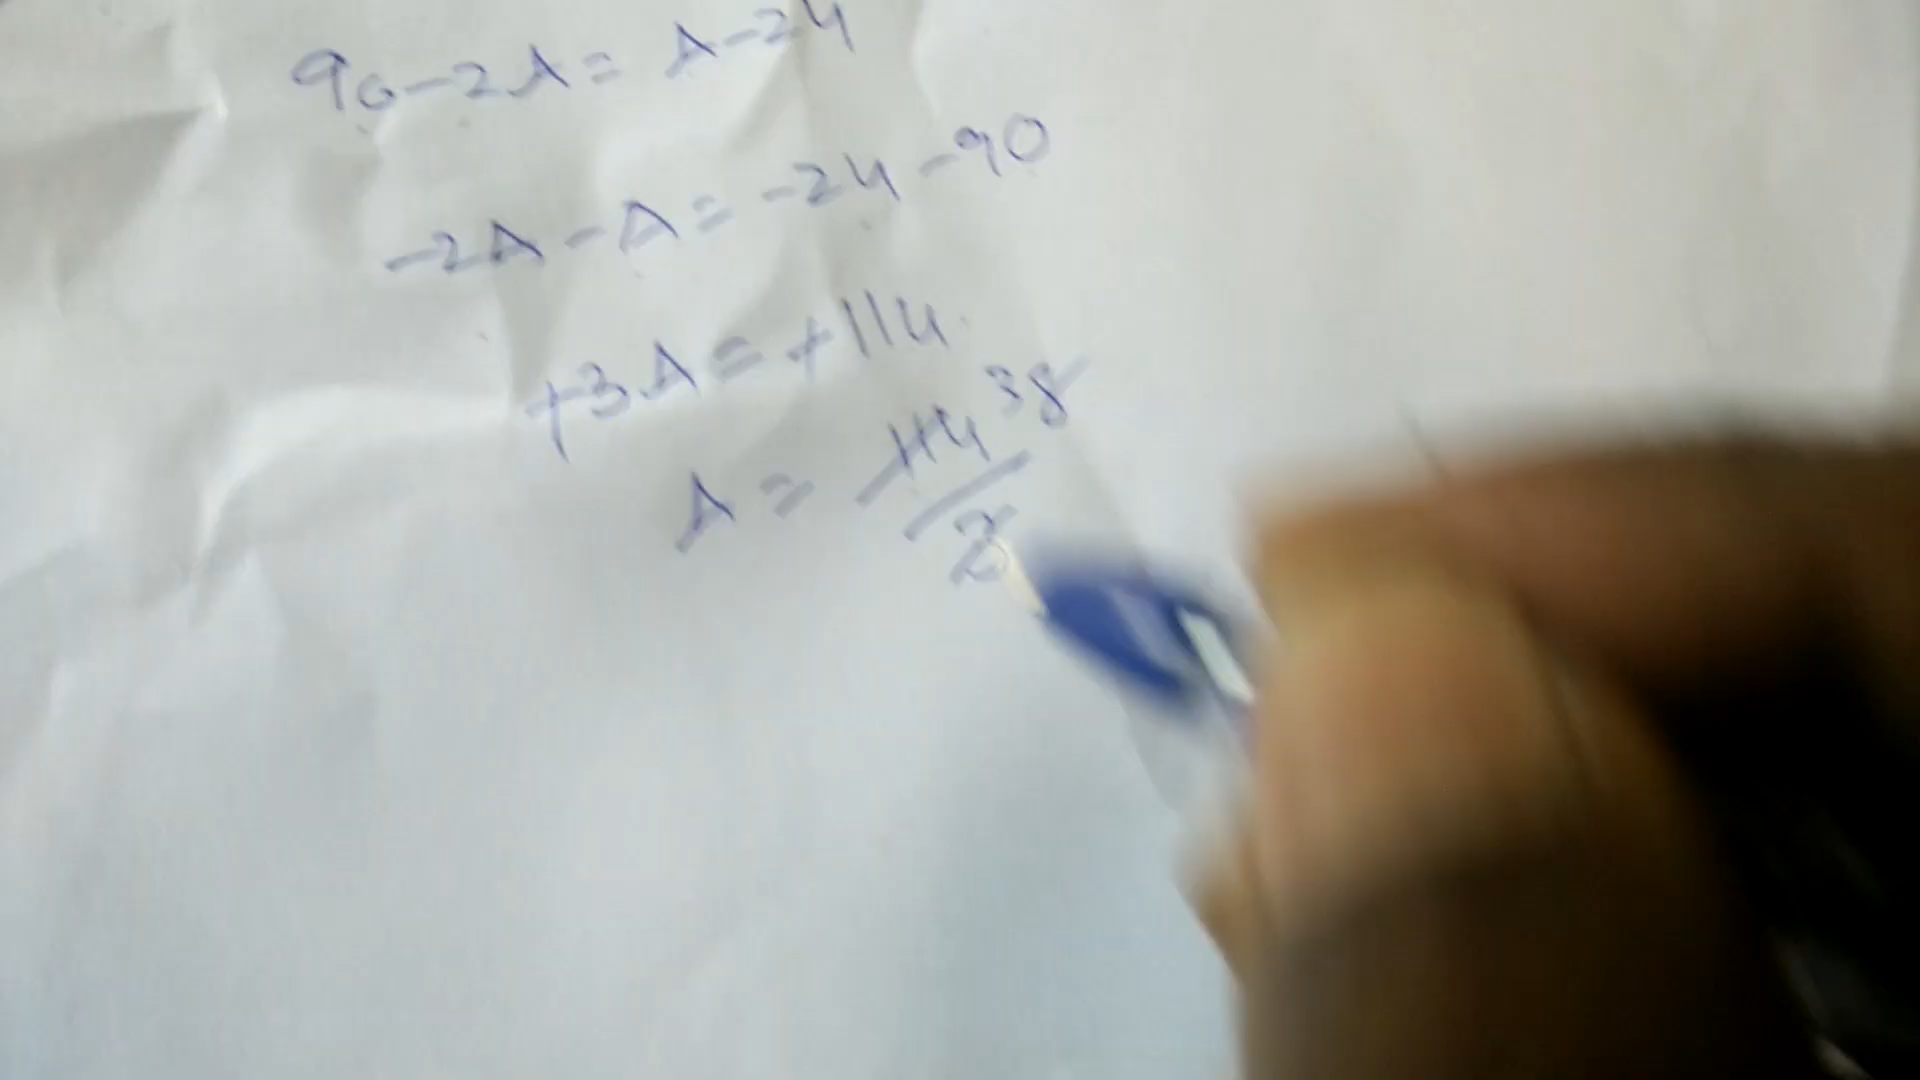 90-2A = A-24
-2A-A = -24-90
+3A = +114
A = 114 38
3